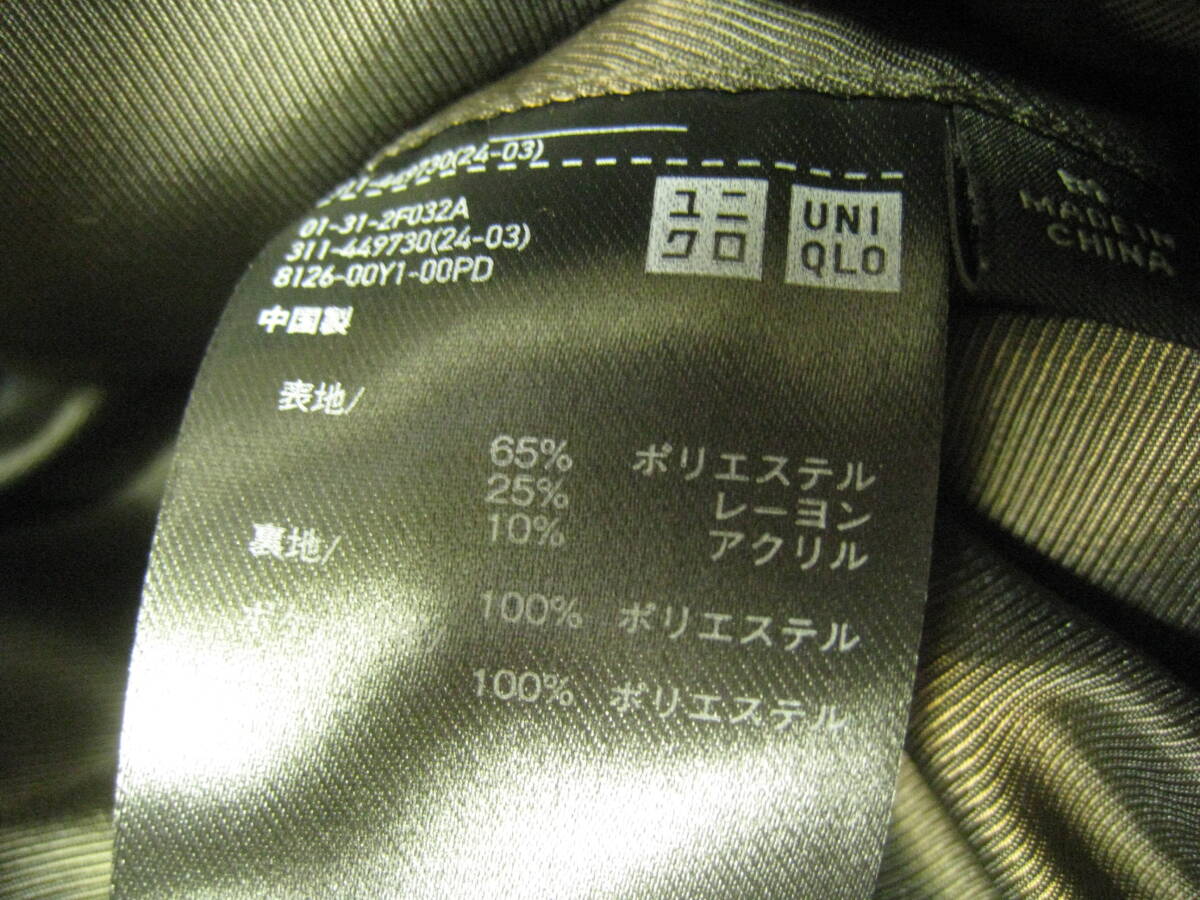 449730(24-03)
01-31-2F032A
311-449730(24-03)
8126-00Y1-00PD
ユニ
クロ
UNI
QLO
中国製
表地/
65% ポリエステル
25% レーヨン
10% アクリル
裏地/
100% ポリエステル
100% ポリエステル
M
MADE IN
CHINA